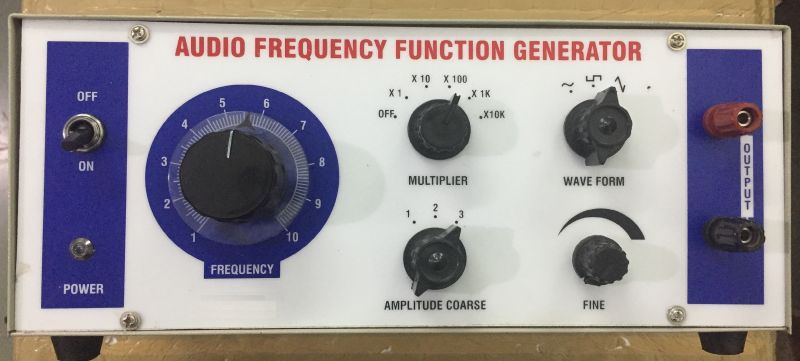 AUDIO FREQUENCY FUNCTION GENERATOR
OFF
ON
POWER
1
2
3
4
5
6
7
8
9
10
FREQUENCY
OFF
X 1
X 10
X 100
X 1K
X10K
MULTIPLIER
WAVE FORM
1
2
3
AMPLITUDE COARSE
FINE
OUTPUT